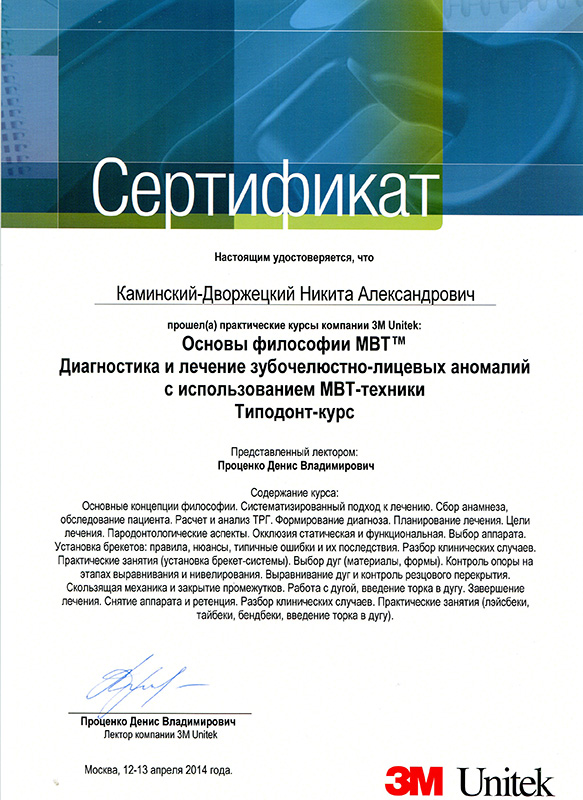 Сертификат
Настоящим удостоверяется, что
Каминский-Дворжецкий Никита Александрович
прошел(а) практические курсы компании 3M Unitek:
Основы философии МВТ™
Диагностика и лечение зубочелюстно-лицевых аномалий
с использованием МВТ-техники
Типодонт-курс
Представленный лектором:
Проценко Денис Владимирович
Содержание курса:
Основные концепции философии. Систематизированный подход к лечению. Сбор анамнеза,
обследование пациента. Расчет и анализ ТРГ. Формирование диагноза. Планирование лечения. Цели
лечения. Пародонтологические аспекты. Окклюзия статическая и функциональная. Выбор аппарата.
Установка брекетов: правила, нюансы, типичные ошибки и их последствия. Разбор клинических случаев.
Практические занятия (установка брекет-системы). Выбор дуг (материалы, формы). Контроль опоры на
этапах выравнивания и нивелирования. Выравнивание дуг и контроль резцового перекрытия.
Скользящая механика и закрытие промежутков. Работа с дугой, введение торка в дугу. Завершение
лечения. Снятие аппарата и ретенция. Разбор клинических случаев. Практические занятия (лэйсбеки,
тайбеки, бендбеки, введение торка в дугу).
Проценко Денис Владимирович
Лектор компании 3M Unitek
Москва, 12-13 апреля 2014 года.
3M Unitek